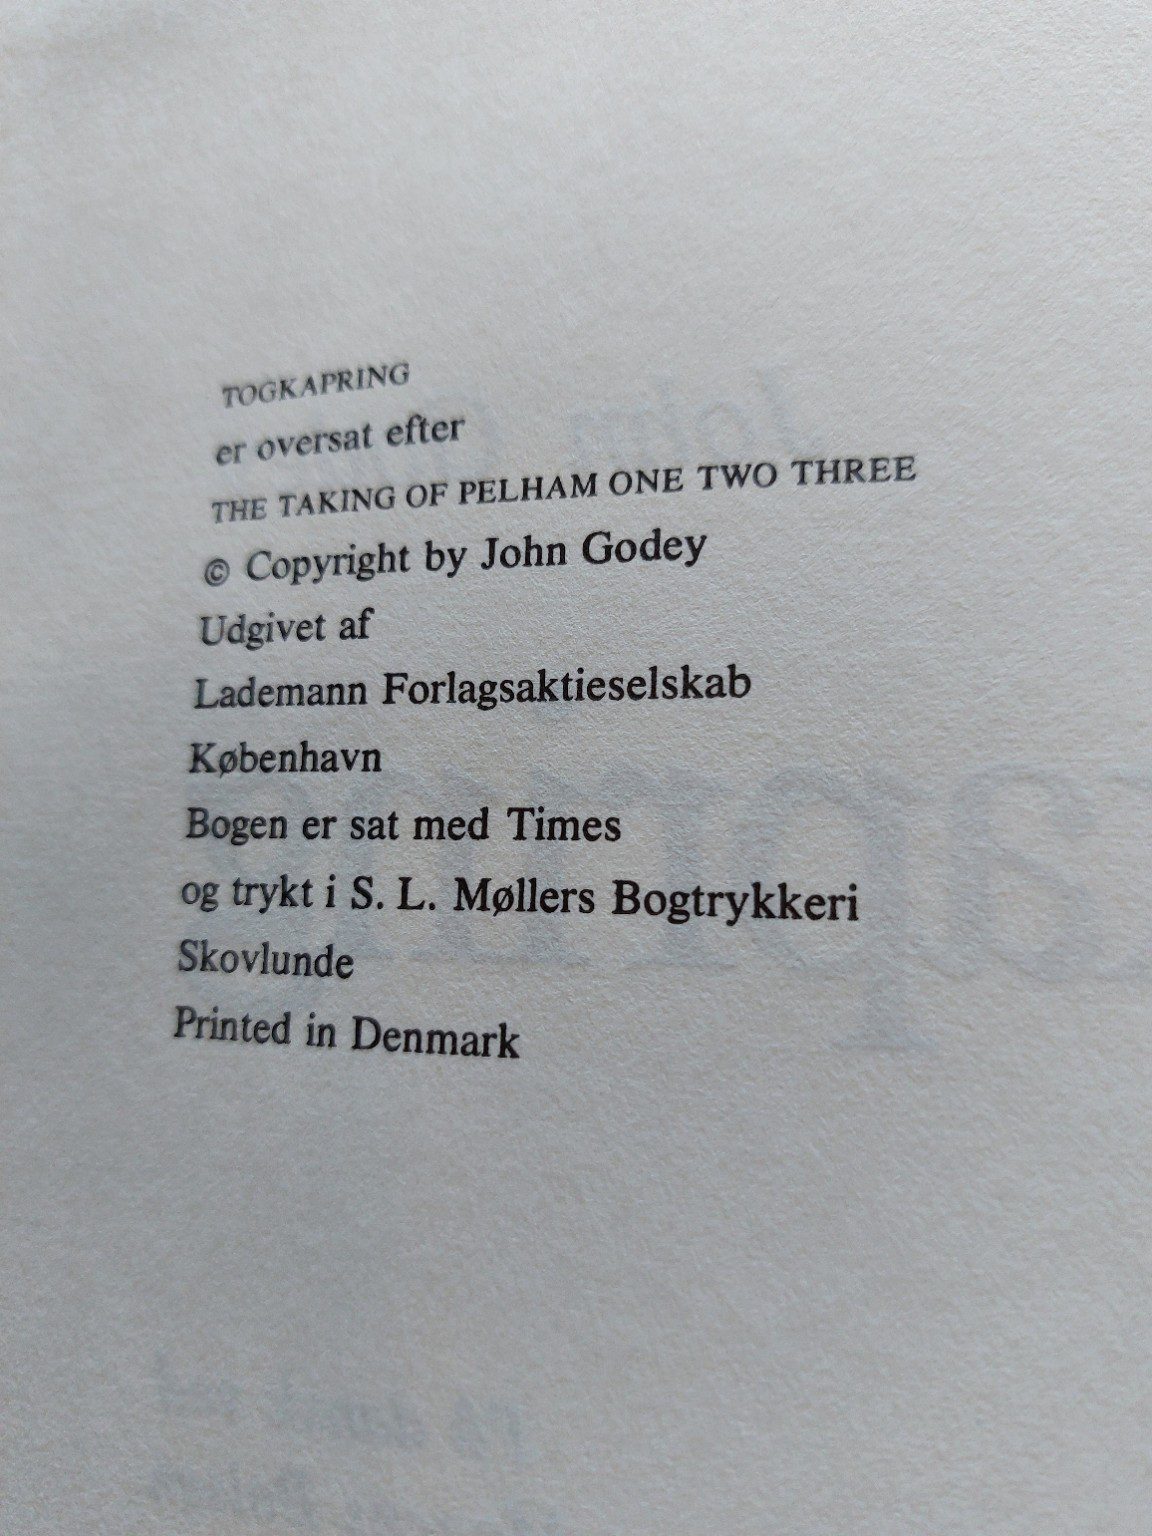 TOGKAPRING
er oversat efter
THE TAKING OF PELHAM ONE TWO THREE
© Copyright by John Godey
Udgivet af
Lademann Forlagsaktieselskab
København
Bogen er sat med Times
og trykt i S. L. Møllers Bogtrykkeri
Skovlunde
Printed in Denmark